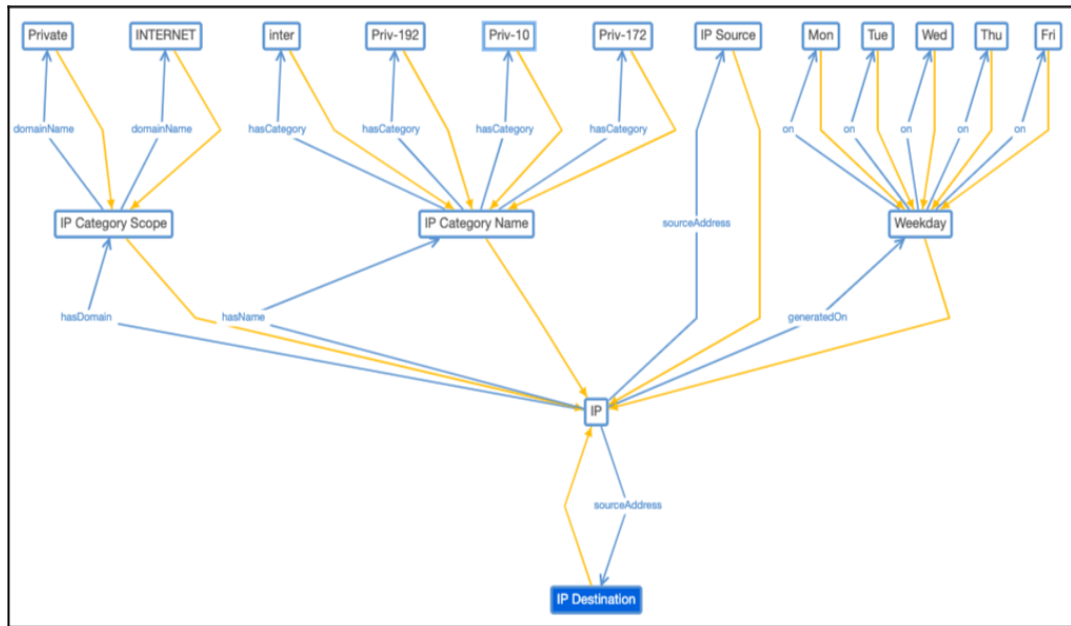 Private
INTERNET
inter
Priv-192
Priv-10
Priv-172
IP Source
Mon
Tue
Wed
Thu
Fri
domainName
domainName
hasCategory
hasCategory
hasCategory
hasCategory
on
on
on
on
on
IP Category Scope
IP Category Name
sourceAddress
Weekday
hasDomain
hasName
generatedOn
IP
sourceAddress
IP Destination